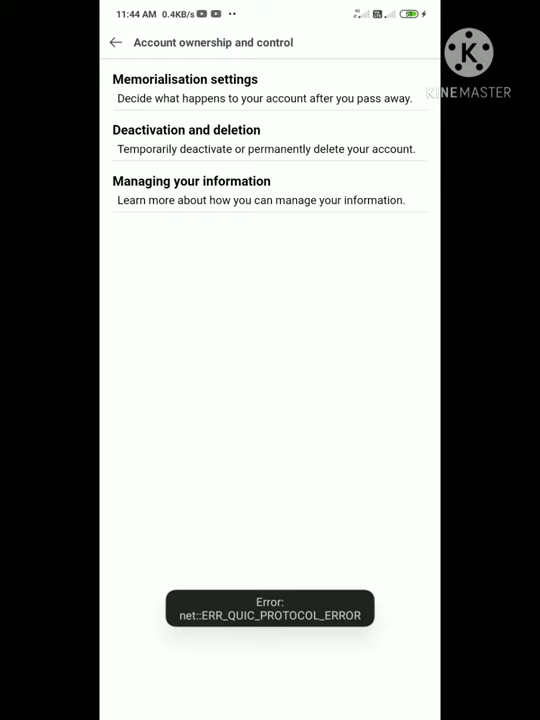 11:44 AM 0.4KB/s
Account ownership and control
Memorialisation settings
Decide what happens to your account after you pass away.
KINEMASTER
Deactivation and deletion
Temporarily deactivate or permanently delete your account.
Managing your information
Learn more about how you can manage your information.
Error:
net::ERR_QUIC_PROTOCOL_ERROR